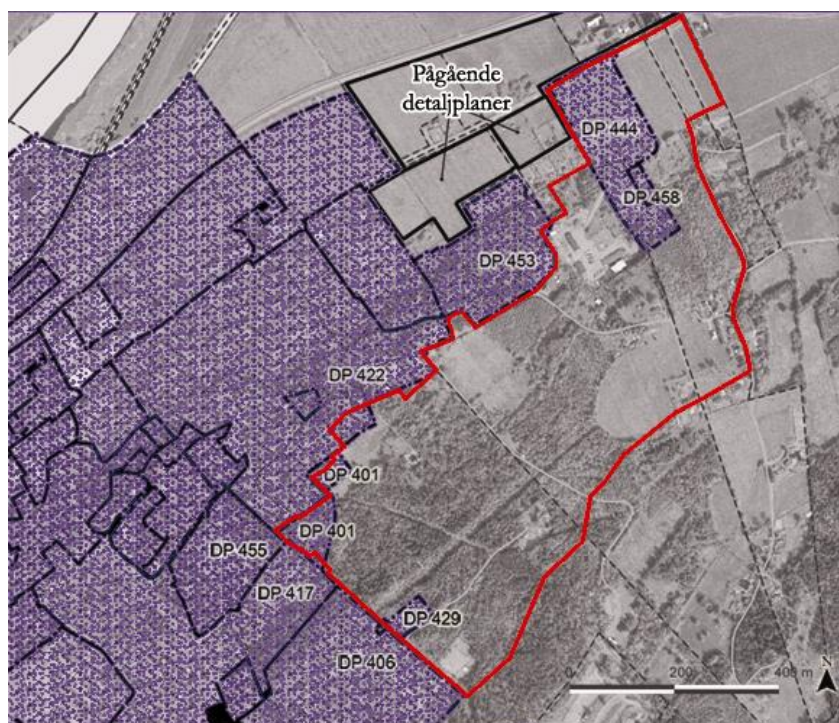 Pågående
detaljplaner
DP 444
DP 458
DP 453
DP 422
DP 401
DP 401
DP 455
DP 417
DP 429
DP 406
0 200 400 m
N